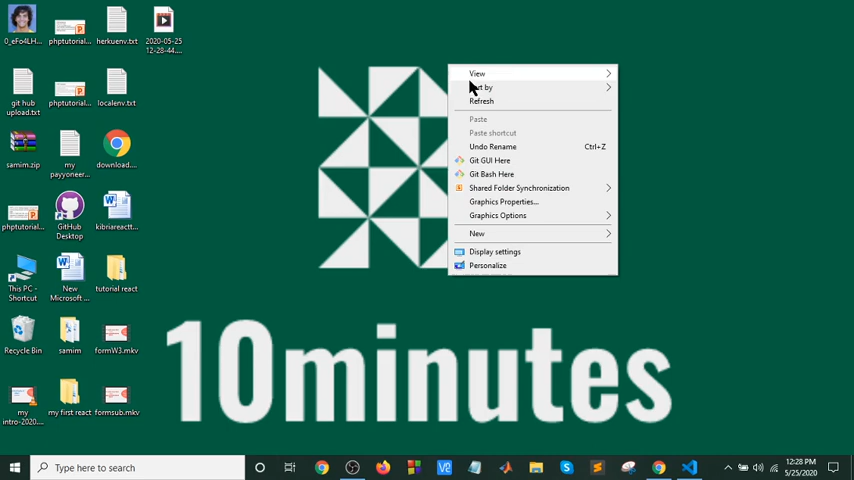 0_eFo4LH...
phptutorial...
herkuenv.txt
2020-05-25
12-28-44....
git hub
upload.txt
phptutorial...
localenv.txt
samim.zip
my
payyoneer...
download....
phptutorial...
GitHub
Desktop
kibriareactt...
This PC -
Shortcut
New
Microsoft ...
tutorial react
Recycle Bin
samim
formW3.mkv
my
intro-2020...
my first react
formsub.mkv
View
Refresh
Paste
Paste shortcut
Undo Rename Ctrl+Z
Git GUI Here
Git Bash Here
Shared Folder Synchronization
Graphics Properties...
Graphics Options
New
Display settings
Personalize
10minutes
Type here to search
12:28 PM
5/25/2020